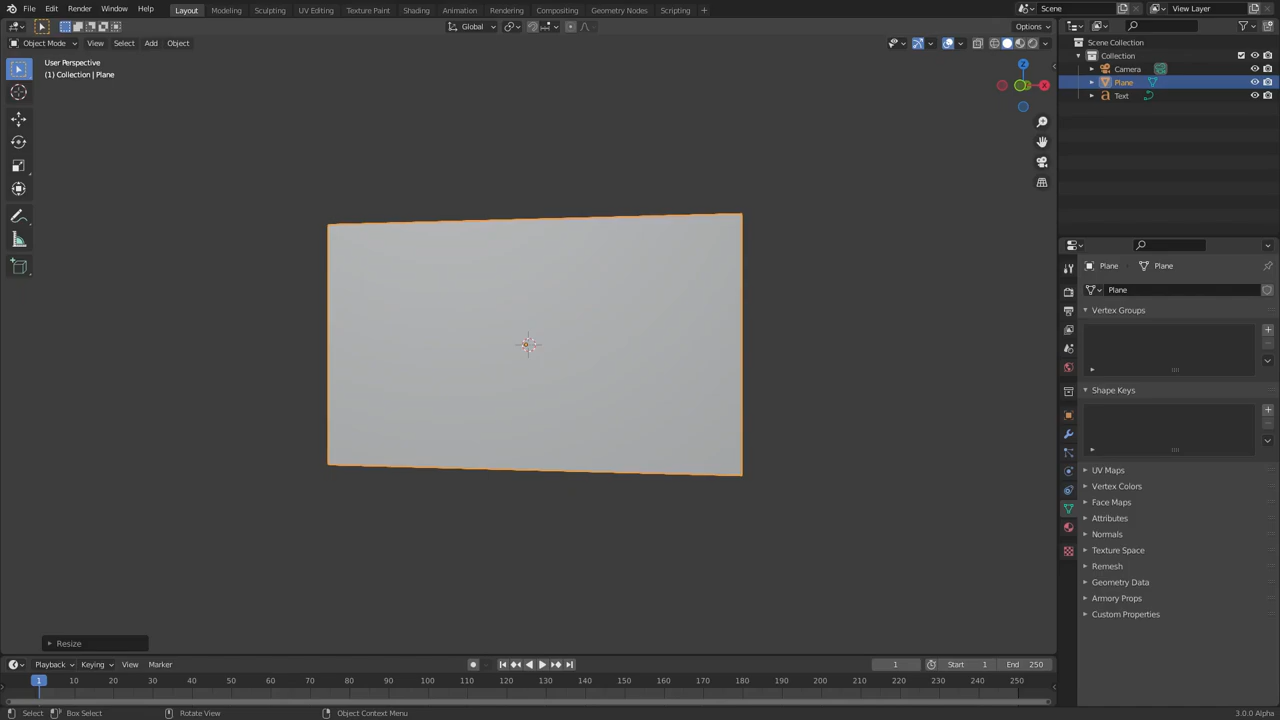 File Edit Render Window Help Layout Modeling Sculpting UV Editing Texture Paint Shading Animation Rendering Compositing Geometry Nodes Scripting + Scene View Layer
Global Options
Object Mode View Select Add Object
Scene Collection
Collection
Camera
Plane
Text
User Perspective
(1) Collection | Plane
Z
Plane Plane
Plane
Vertex Groups
Shape Keys
UV Maps
Vertex Colors
Face Maps
Attributes
Normals
Texture Space
Remesh
Geometry Data
Armory Props
Custom Properties
Resize
Playback Keying View Marker 1 Start 1 End 250
1 10 20 30 40 50 60 70 80 90 100 110 120 130 140 150 160 170 180 190 200 210 220 230 240 250
Select Box Select Rotate View Object Context Menu 3.0.0 Alpha